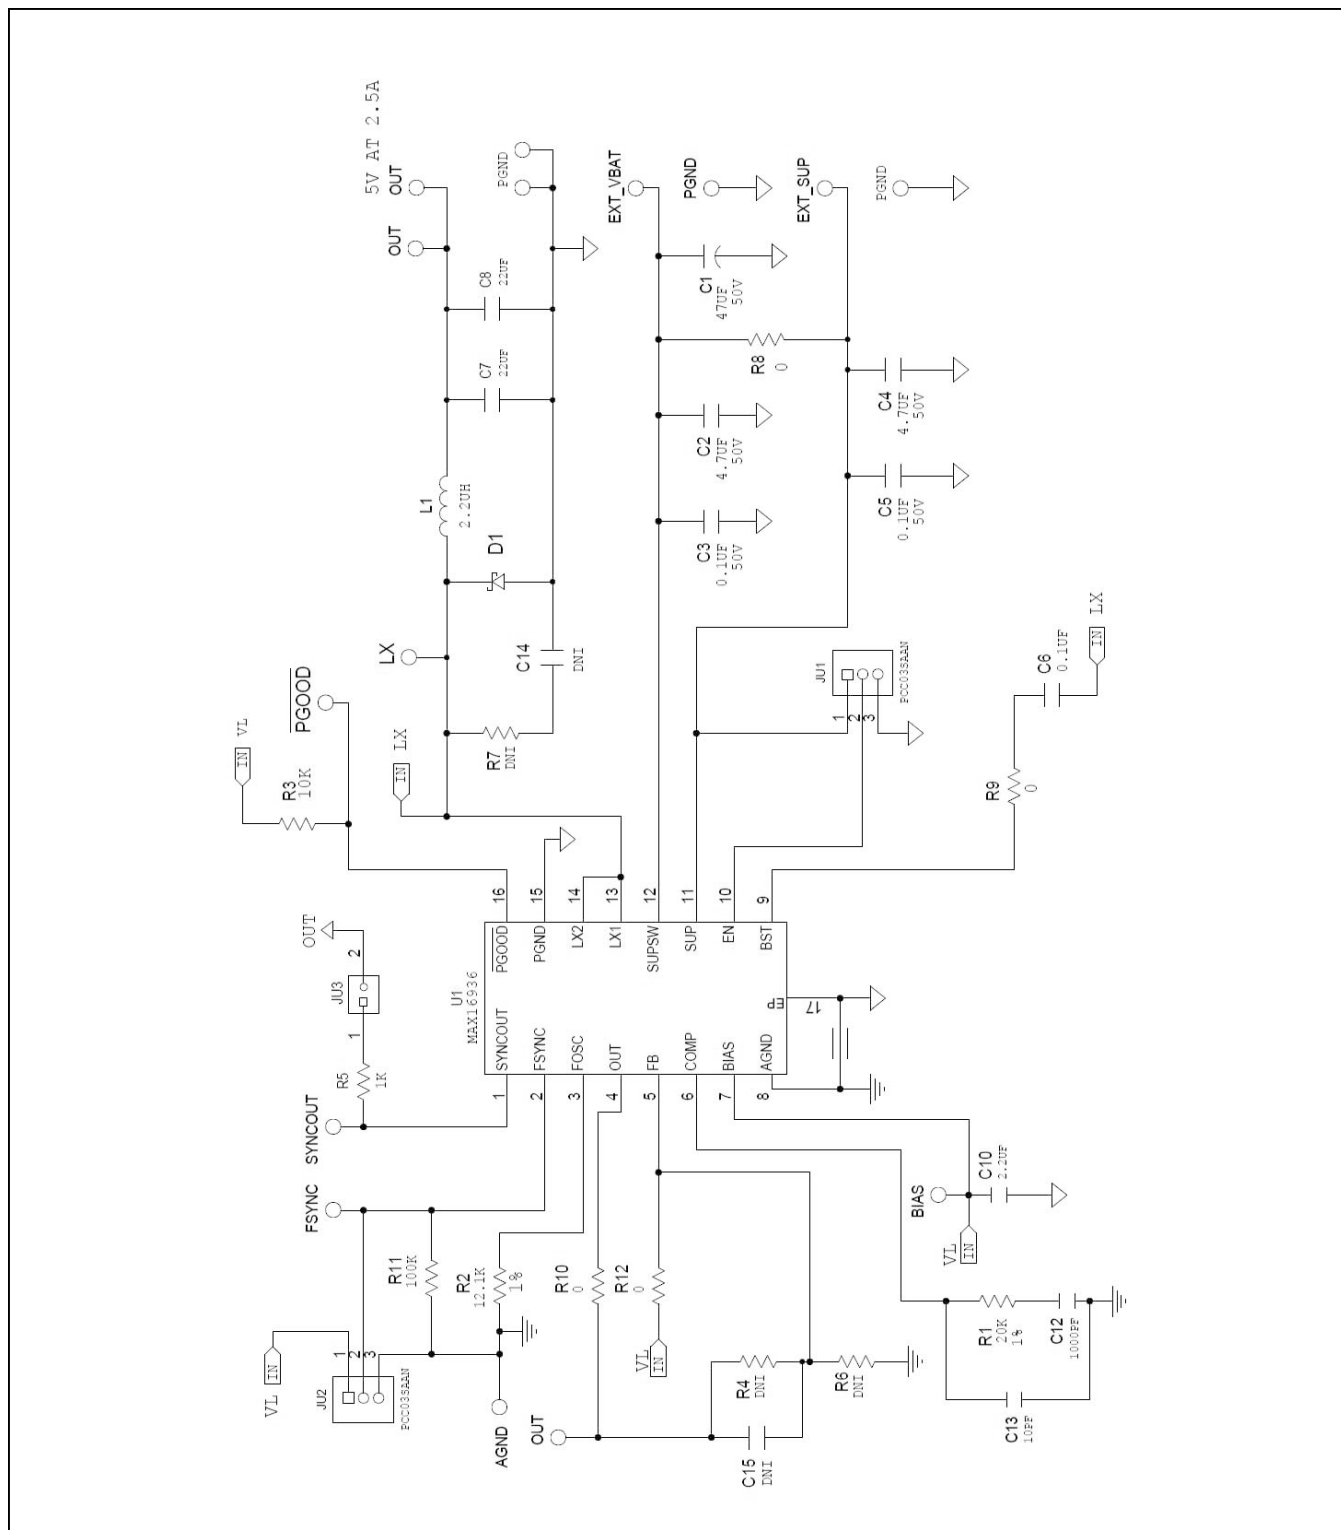 5V AT 2.5A
OUT
OUT
PGND
C8
22UF
C7
22UF
L1
2.2UH
D1
LX
C14
DNI
R7
DNI
IN
LX
PGOOD
IN
VL
R3
10K
EXT_VBAT
PGND
EXT_SUP
PGND
C1
47UF
50V
R8
0
C2
4.7UF
50V
C4
4.7UF
50V
C3
0.1UF
50V
C5
0.1UF
50V
JU1
PCC03SAAN
1
2
3
C6
0.1UF
IN
LX
R9
0
OUT
2
JU3
1
R5
1K
SYNCOUT
FSYNC
U1
MAX16936
16
15
14
13
12
11
10
9
PGOOD
PGND
LX2
LX1
SUPSW
SUP
EN
BST
SYNCOUT
FSYNC
FOSC
OUT
FB
COMP
BIAS
AGND
EP
17
1
2
3
4
5
6
7
8
R11
100K
R2
12.1K
1%
R10
0
R12
0
VL
IN
BIAS
C10
2.2UF
VL
IN
VL
IN
JU2
1
2
3
PCC03SAAN
AGND
OUT
R4
DNI
R6
DNI
C15
DNI
R1
20K
1%
C12
1000PF
C13
10PF